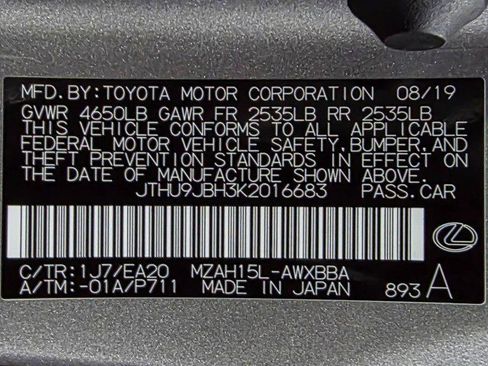 MFD. BY: TOYOTA MOTOR CORPORATION 08/19
GVWR 4650LB GAWR FR 2535LB RR 2535LB
THIS VEHICLE CONFORMS TO ALL APPLICABLE
FEDERAL MOTOR VEHICLE SAFETY, BUMPER, AND
THEFT PREVENTION STANDARDS IN EFFECT ON
THE DATE OF MANUFACTURE SHOWN ABOVE.
JTHU9JBH3K2016683 PASS. CAR
C/TR: 1J7/EA20 MZAH15L-AWXBBA
A/TM: -01A/P711 MADE IN JAPAN 893 A